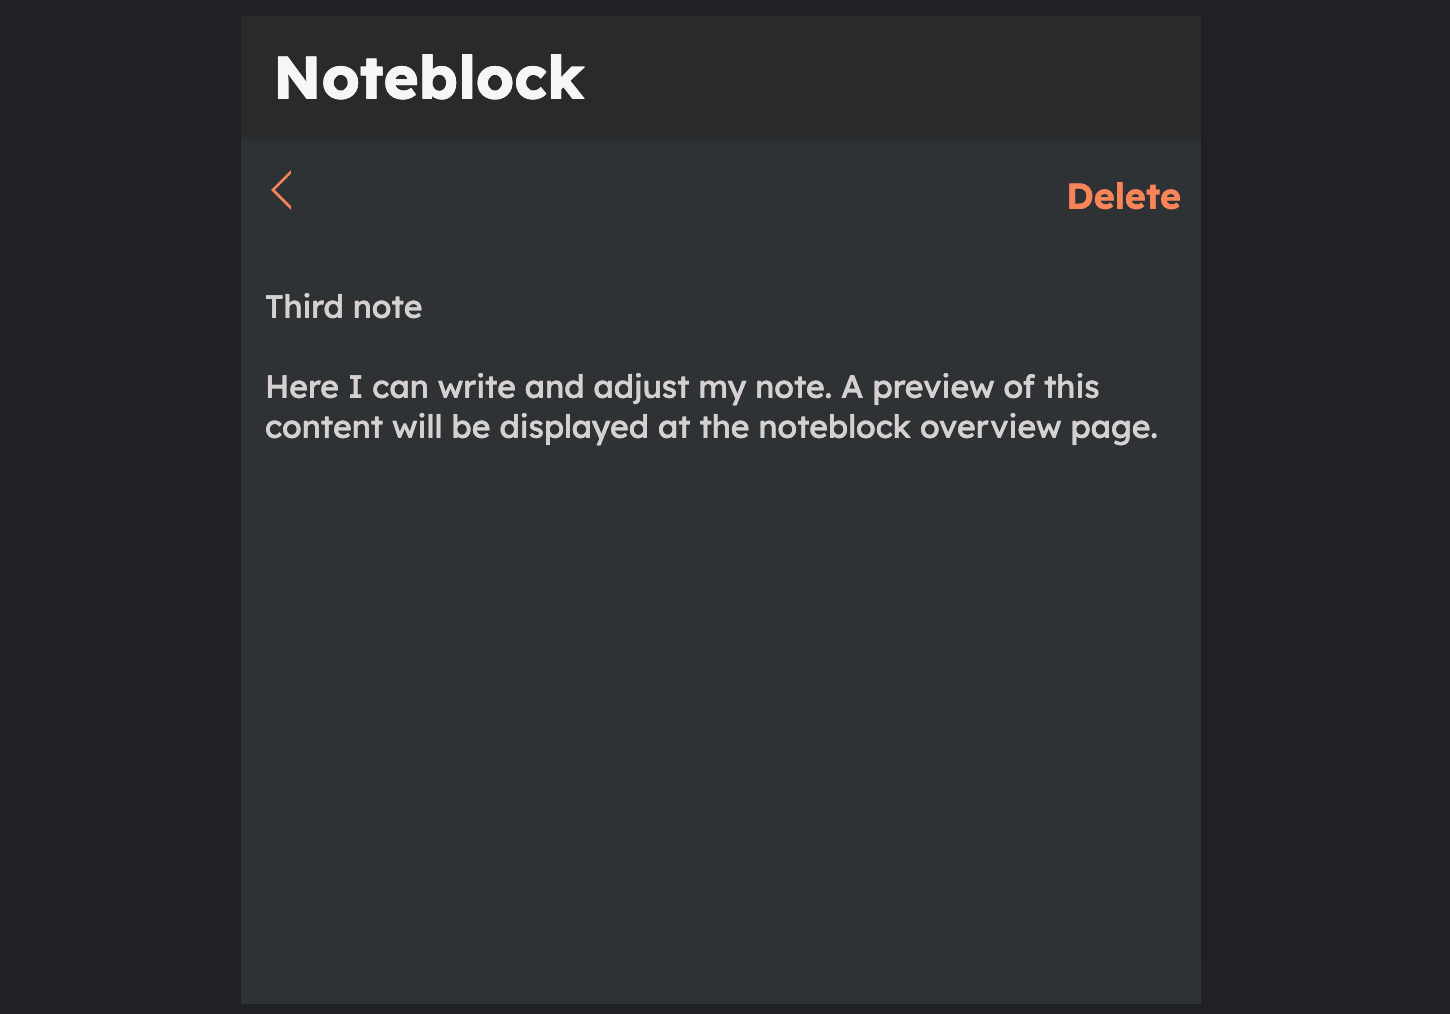 Noteblock
Delete
Third note
Here I can write and adjust my note. A preview of this
content will be displayed at the noteblock overview page.